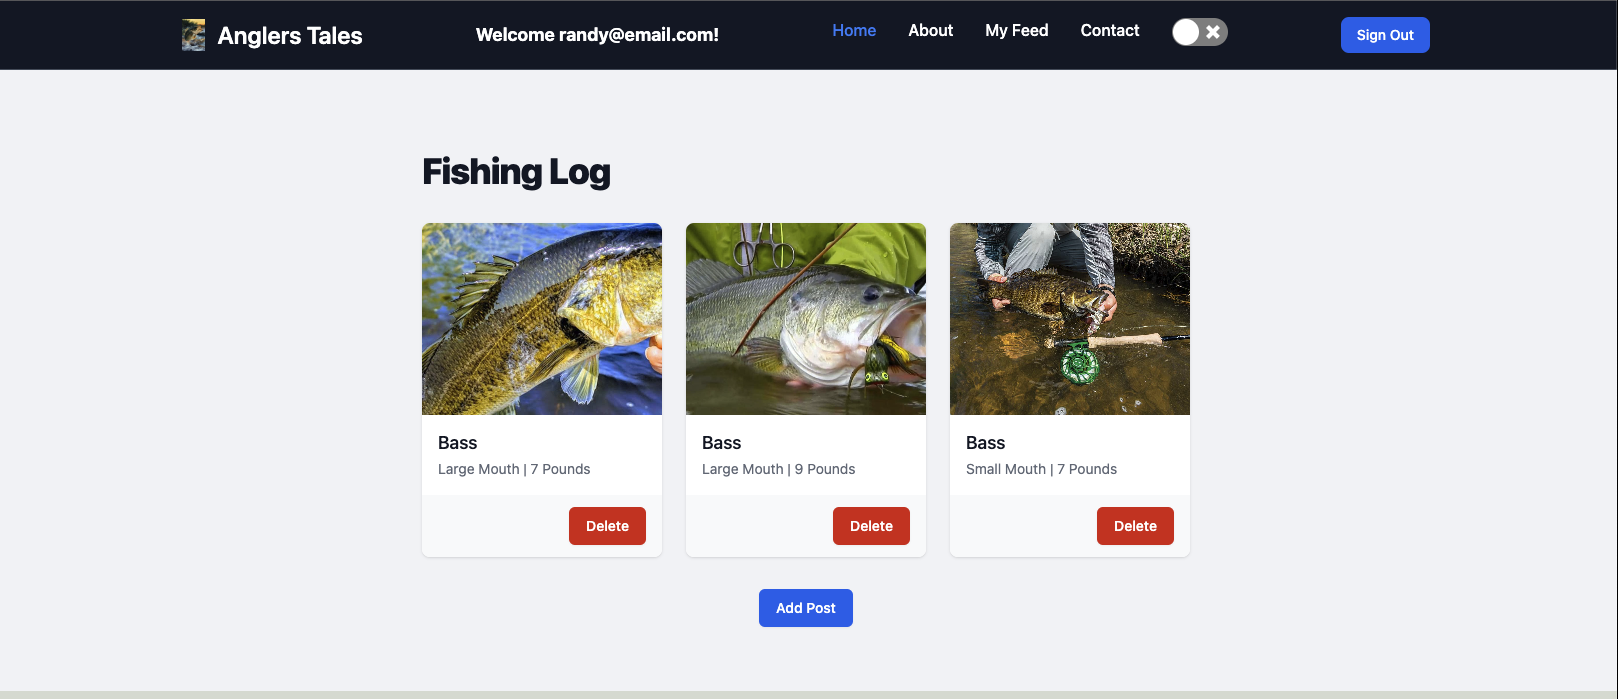 Anglers Tales
Welcome randy@email.com!
Home
About
My Feed
Contact
Sign Out
Fishing Log
Bass
Large Mouth | 7 Pounds
Delete
Bass
Large Mouth | 9 Pounds
Delete
Bass
Small Mouth | 7 Pounds
Delete
Add Post